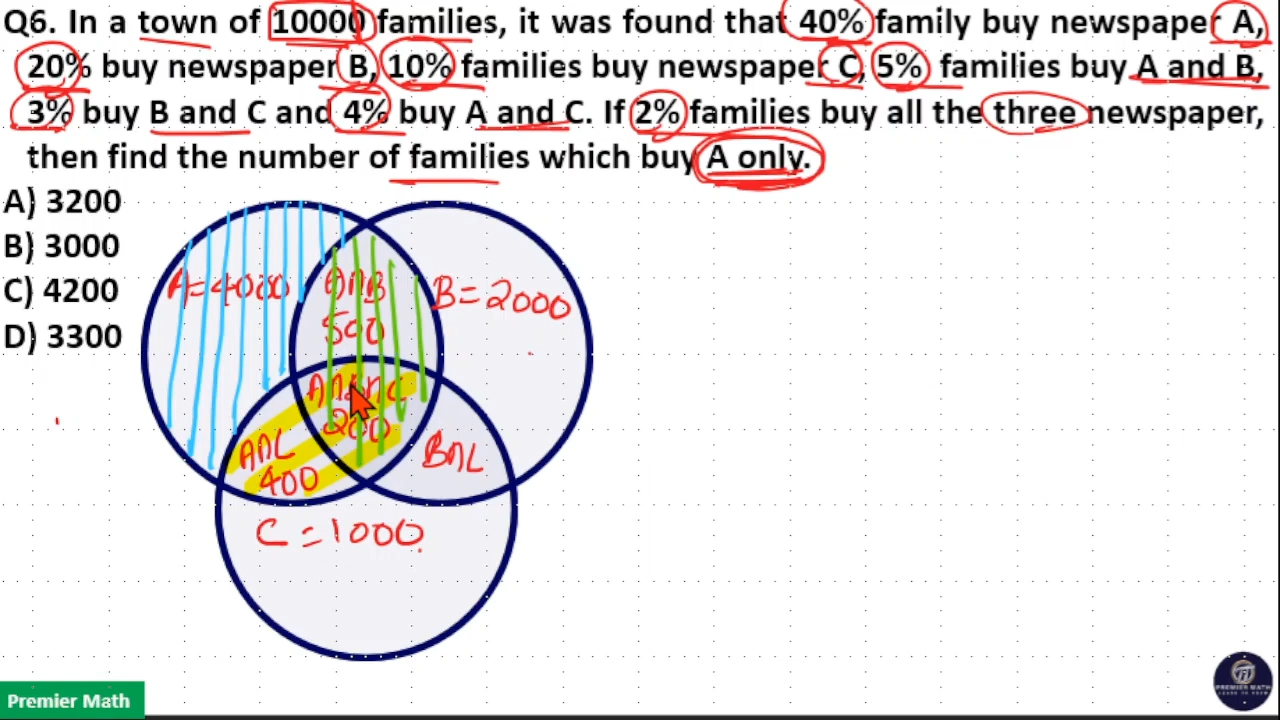 Q6. In a town of 10000 families, it was found that 40% family buy newspaper A,
20% buy newspaper B, 10% families buy newspaper C, 5% families buy A and B,
3% buy B and C and 4% buy A and C. If 2% families buy all the three newspaper,
then find the number of families which buy A only.
A) 3200
B) 3000
C) 4200
D) 3300
A=4000
A∩B
500
B=2000
A∩B∩C
200
A∩C
400
B∩C
C=1000
Premier Math
PREMIER MATH